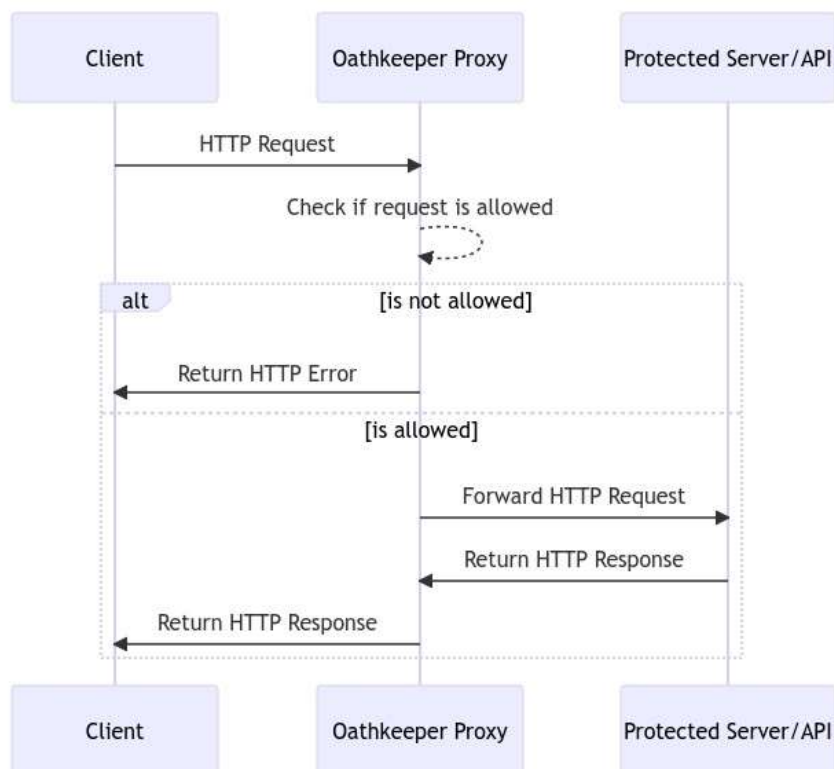 Client
Oathkeeper Proxy
Protected Server/API
HTTP Request
Check if request is allowed
alt
[is not allowed]
Return HTTP Error
[is allowed]
Forward HTTP Request
Return HTTP Response
Return HTTP Response
Client
Oathkeeper Proxy
Protected Server/API